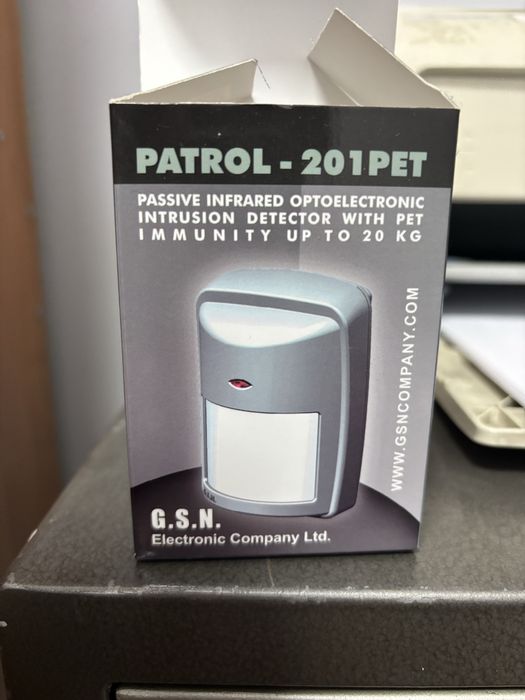 PATROL - 201PET
PASSIVE INFRARED OPTOELECTRONIC
INTRUSION DETECTOR WITH PET
IMMUNITY UP TO 20 KG
WWW.GSNCOMPANY.COM
G.S.N.
G.S.N.
Electronic Company Ltd.